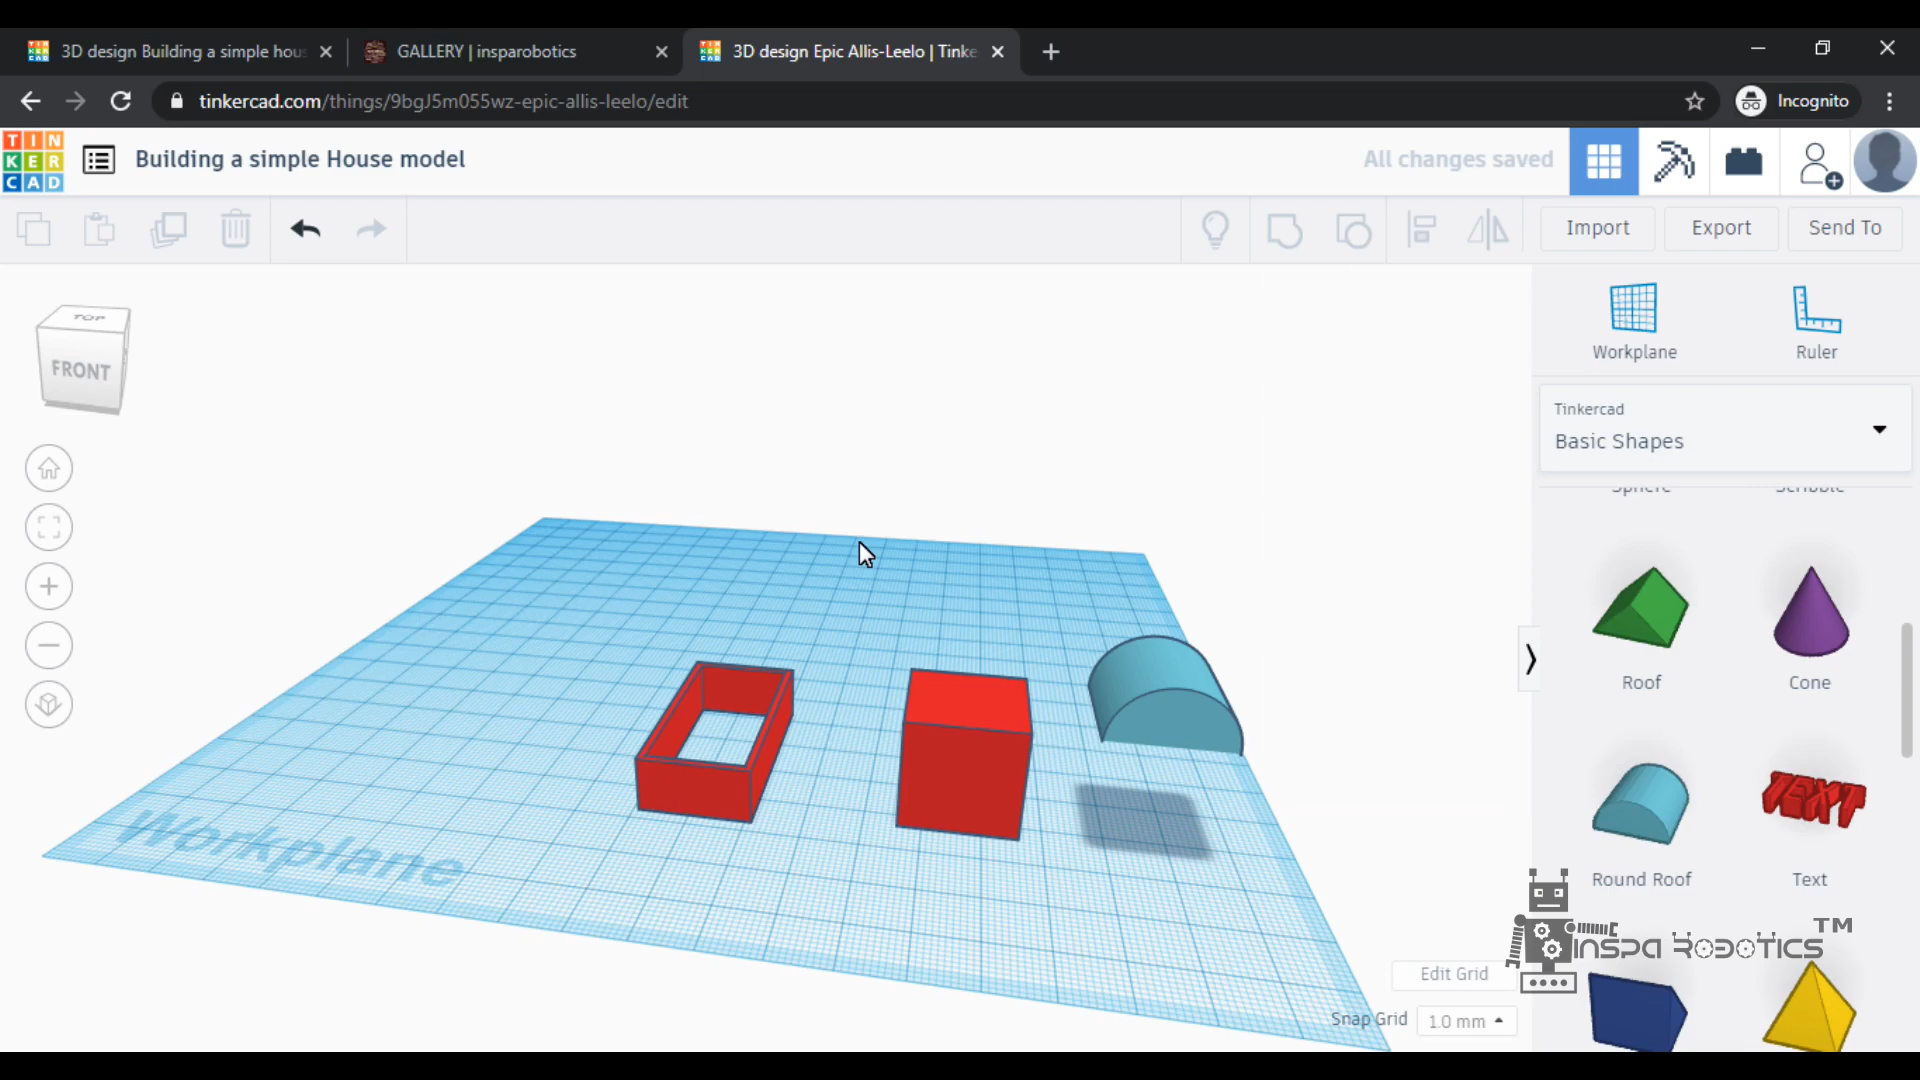 3D design Building a simple hou
GALLERY | insparobotics
3D design Epic Allis-Leelo | Tinke
tinkercad.com/things/9bgJ5m055wz-epic-allis-leelo/edit
Incognito
TIN
KER
CAD
Building a simple House model
All changes saved
Import
Export
Send To
TOP
FRONT
Workplane
Ruler
Tinkercad
Basic Shapes
Sphere
Scribble
Roof
Cone
Round Roof
Text
TEXT
Workplane
INSPA ROBOTICS TM
Edit Grid
Snap Grid
1.0 mm